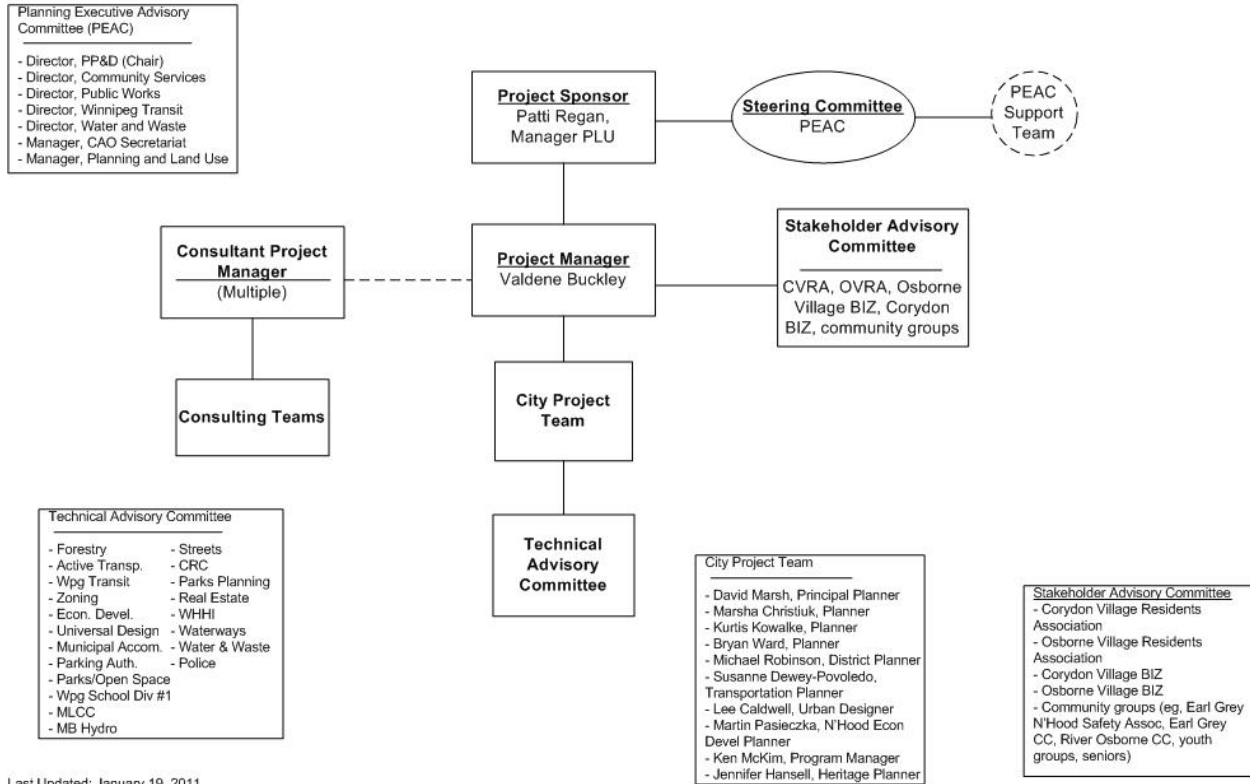 Planning Executive Advisory
Committee (PEAC)
- Director, PP&D (Chair)
- Director, Community Services
- Director, Public Works
- Director, Winnipeg Transit
- Director, Water and Waste
- Manager, CAO Secretariat
- Manager, Planning and Land Use
Project Sponsor
Patti Regan,
Manager PLU
Steering Committee
PEAC
PEAC
Support
Team
Consultant Project
Manager
(Multiple)
Project Manager
Valdene Buckley
Stakeholder Advisory
Committee
CVRA, OVRA, Osborne
Village BIZ, Corydon
BIZ, community groups
Consulting Teams
City Project
Team
Technical
Advisory
Committee
Technical Advisory Committee
- Forestry
- Active Transp.
- Wpg Transit
- Zoning
- Econ. Devel.
- Universal Design
- Municipal Accom.
- Parking Auth.
- Parks/Open Space
- Wpg School Div #1
- MLCC
- MB Hydro
- Streets
- CRC
- Parks Planning
- Real Estate
- WHHI
- Waterways
- Water & Waste
- Police
City Project Team
- David Marsh, Principal Planner
- Marsha Christiuk, Planner
- Kurtis Kowalke, Planner
- Bryan Ward, Planner
- Michael Robinson, District Planner
- Susanne Dewey-Povoledo,
Transportation Planner
- Lee Caldwell, Urban Designer
- Martin Pasieczka, N'Hood Econ
Devel Planner
- Ken McKim, Program Manager
- Jennifer Hansell, Heritage Planner
Stakeholder Advisory Committee
- Corydon Village Residents
Association
- Osborne Village Residents
Association
- Corydon Village BIZ
- Osborne Village BIZ
- Community groups (eg, Earl Grey
N'Hood Safety Assoc, Earl Grey
CC, River Osborne CC, youth
groups, seniors)
Last Updated: January 19, 2011